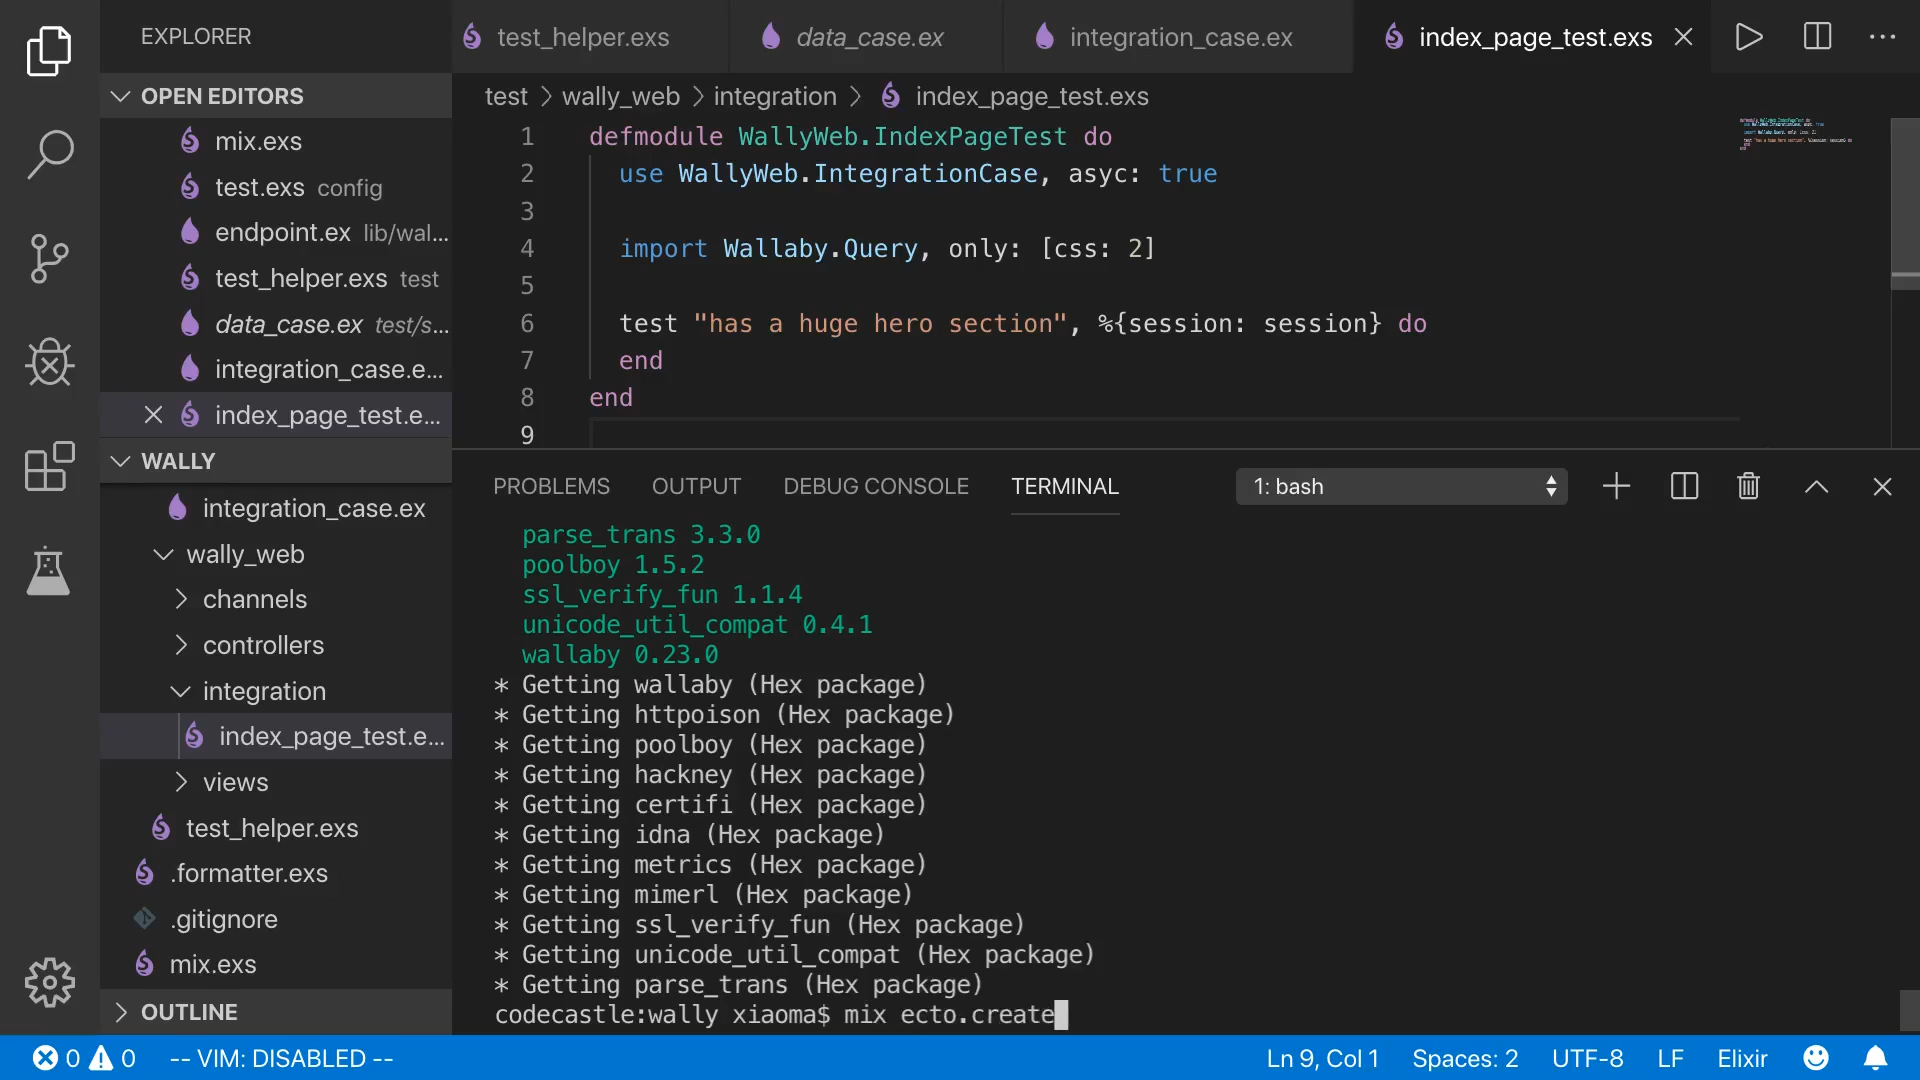 EXPLORER
OPEN EDITORS
mix.exs
test.exs config
endpoint.ex lib/wal...
test_helper.exs test
data_case.ex test/s...
integration_case.e...
index_page_test.e...
WALLY
integration_case.ex
wally_web
channels
controllers
integration
index_page_test.e...
views
test_helper.exs
.formatter.exs
.gitignore
mix.exs
OUTLINE
test_helper.exs
data_case.ex
integration_case.ex
index_page_test.exs
test > wally_web > integration > index_page_test.exs
1 defmodule WallyWeb.IndexPageTest do
2 use WallyWeb.IntegrationCase, asyc: true
3
4 import Wallaby.Query, only: [css: 2]
5
6 test "has a huge hero section", %{session: session} do
7 end
8 end
9
PROBLEMS OUTPUT DEBUG CONSOLE TERMINAL 1: bash
parse_trans 3.3.0
poolboy 1.5.2
ssl_verify_fun 1.1.4
unicode_util_compat 0.4.1
wallaby 0.23.0
* Getting wallaby (Hex package)
* Getting httpoison (Hex package)
* Getting poolboy (Hex package)
* Getting hackney (Hex package)
* Getting certifi (Hex package)
* Getting idna (Hex package)
* Getting metrics (Hex package)
* Getting mimerl (Hex package)
* Getting ssl_verify_fun (Hex package)
* Getting unicode_util_compat (Hex package)
* Getting parse_trans (Hex package)
codecastle:wally xiaoma$ mix ecto.create
0 0 -- VIM: DISABLED -- Ln 9, Col 1 Spaces: 2 UTF-8 LF Elixir